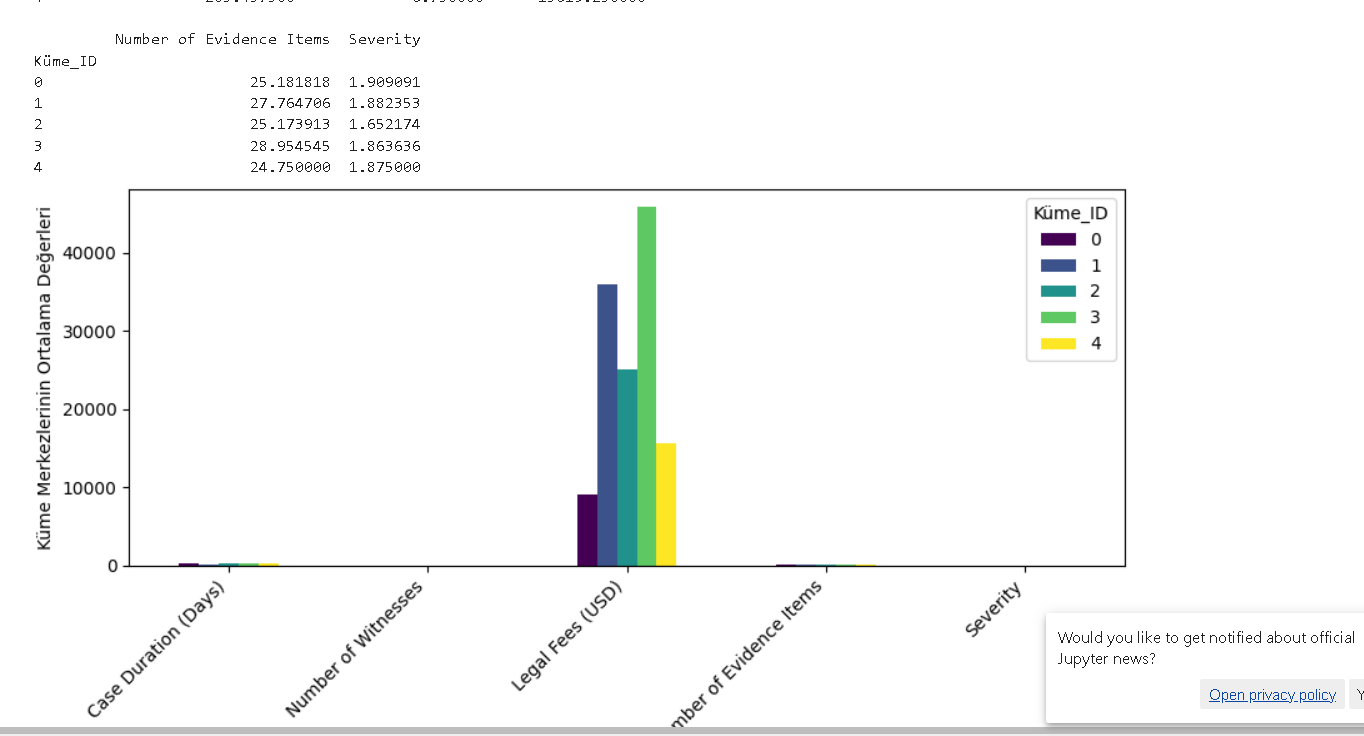 Number of Evidence Items Severity
Küme_ID
0 25.181818 1.909091
1 27.764706 1.882353
2 25.173913 1.652174
3 28.954545 1.863636
4 24.750000 1.875000
Küme Merkezlerinin Ortalama Değerleri
40000
30000
20000
10000
0
Küme_ID
0
1
2
3
4
Case Duration (Days)
Number of Witnesses
Legal Fees (USD)
mber of Evidence Items
Severity
Would you like to get notified about official
Jupyter news?
Open privacy policy
Y